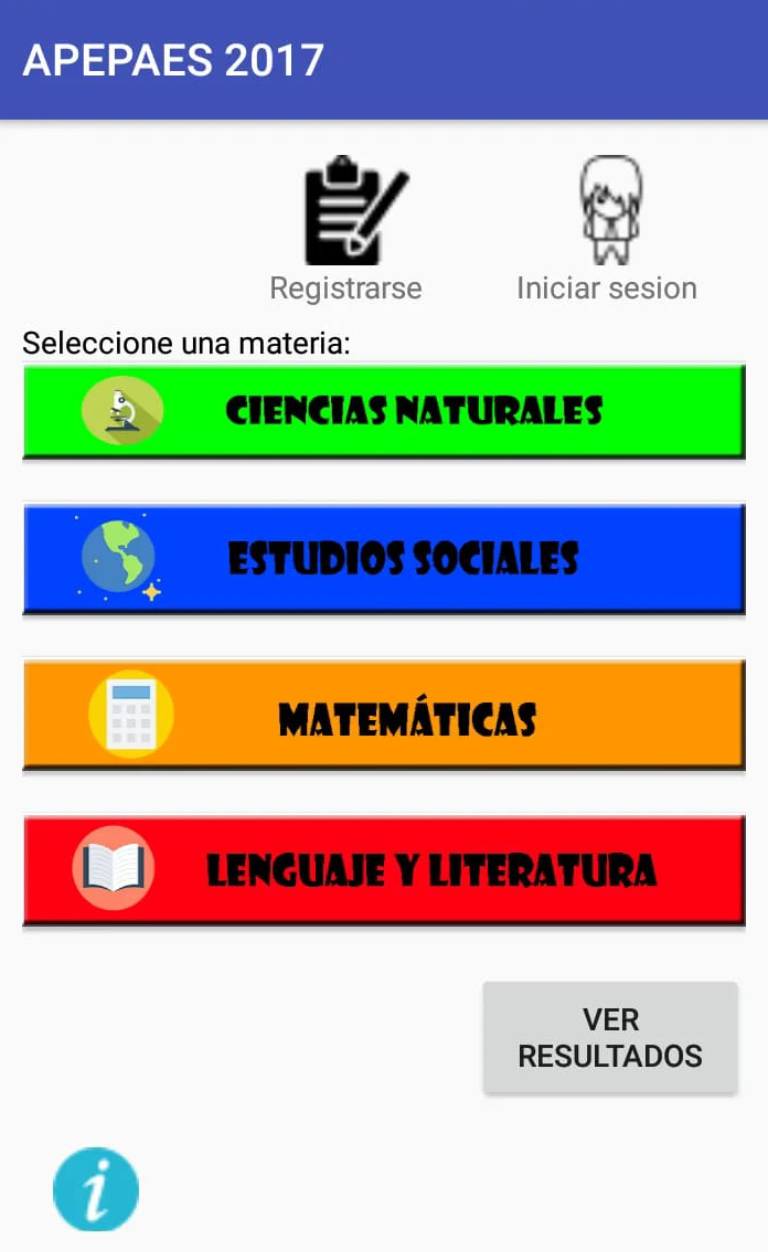 APEPAES 2017
Registrarse
Iniciar sesion
Seleccione una materia:
CIENCIAS NATURALES
ESTUDIOS SOCIALES
MATEMÁTICAS
LENGUAJE Y LITERATURA
VER
RESULTADOS
i